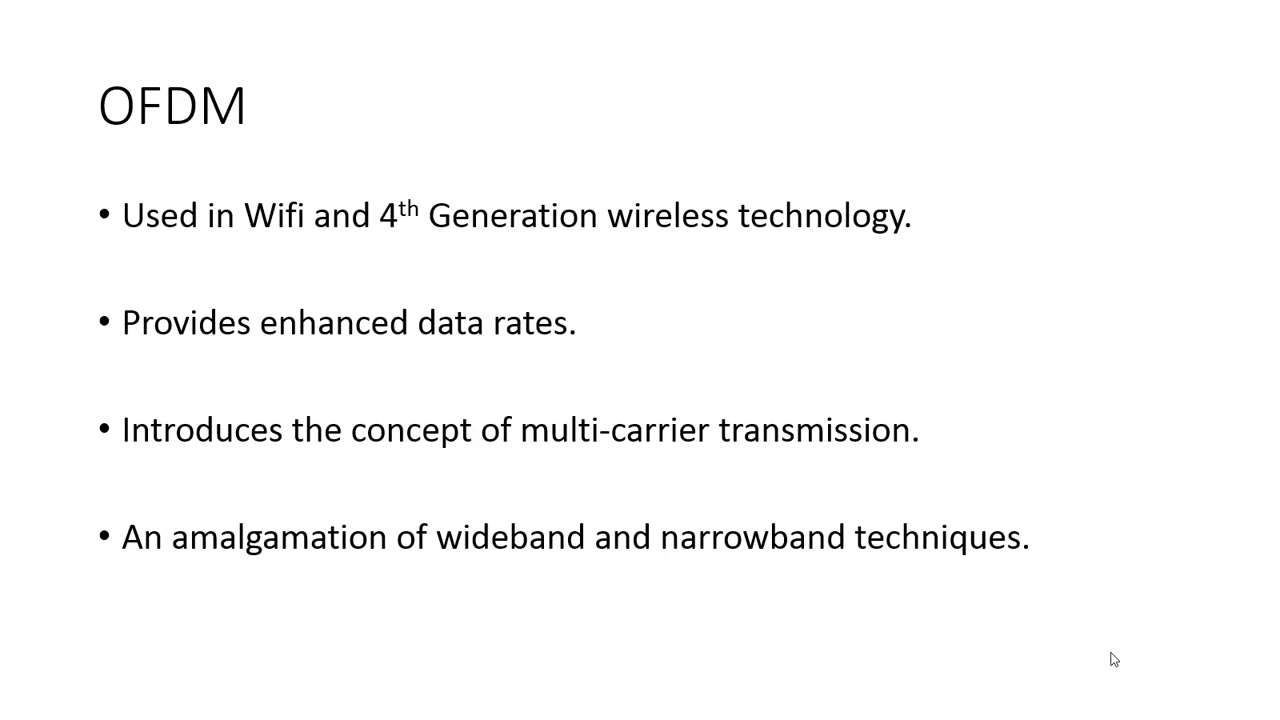 OFDM
• Used in Wifi and 4th Generation wireless technology.
• Provides enhanced data rates.
• Introduces the concept of multi-carrier transmission.
• An amalgamation of wideband and narrowband techniques.